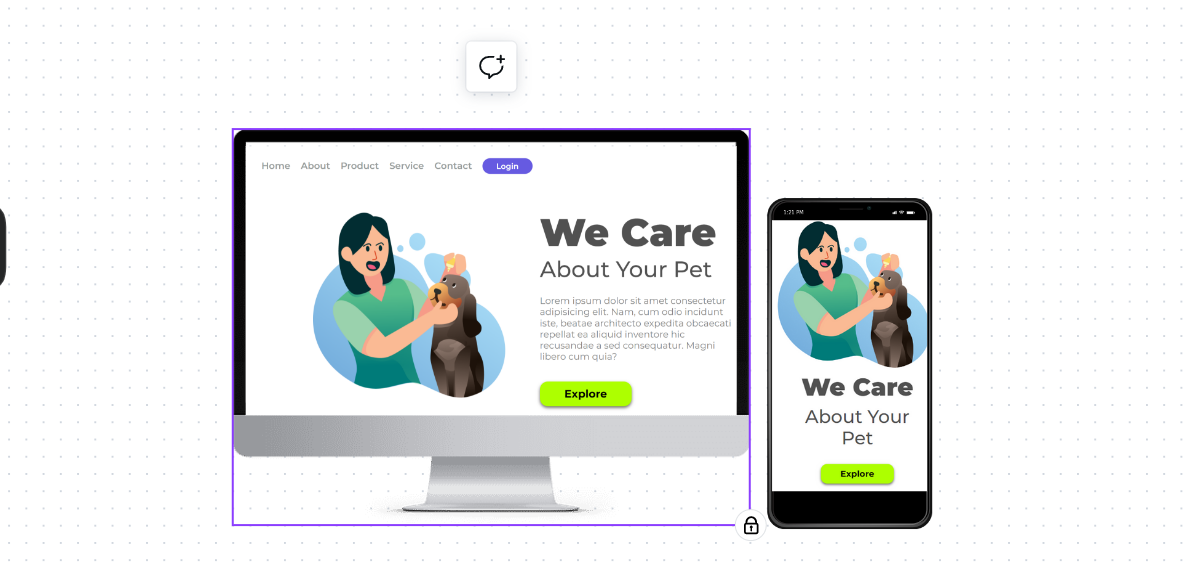 Home About Product Service Contact Login
We Care
About Your Pet
Lorem ipsum dolor sit amet consectetur
adipisicing elit. Nam, cum odio incidunt
iste, beatae architecto expedita obcaecati
repellat ea aliquid inventore hic
recusandae a sed consequatur. Magni
libero cum quia?
Explore
1:21 PM
We Care
About Your
Pet
Explore